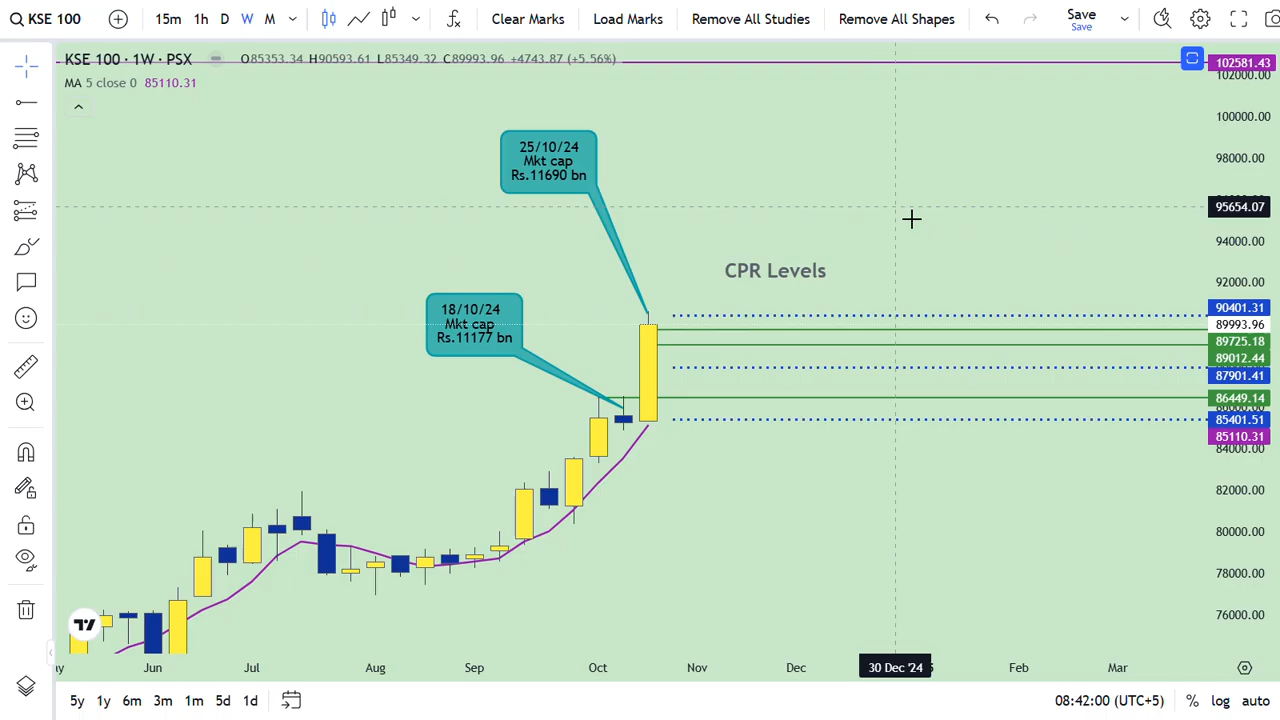 KSE 100
15m 1h D W M
Clear Marks
Load Marks
Remove All Studies
Remove All Shapes
Save
Save
KSE 100 · 1W · PSX
O85353.34 H90593.61 L85349.32 C89993.96 +4743.87 (+5.56%)
MA 5 close 0 85110.31
102581.43
102000.00
100000.00
98000.00
95654.07
94000.00
92000.00
90401.31
89993.96
89725.18
89012.44
87901.41
86449.14
85401.51
85110.31
84000.00
82000.00
80000.00
78000.00
76000.00
25/10/24
Mkt cap
Rs.11690 bn
CPR Levels
18/10/24
Mkt cap
Rs.11177 bn
Jun Jul Aug Sep Oct Nov Dec 30 Dec '24 Feb Mar
5y 1y 6m 3m 1m 5d 1d
08:42:00 (UTC+5) % log auto